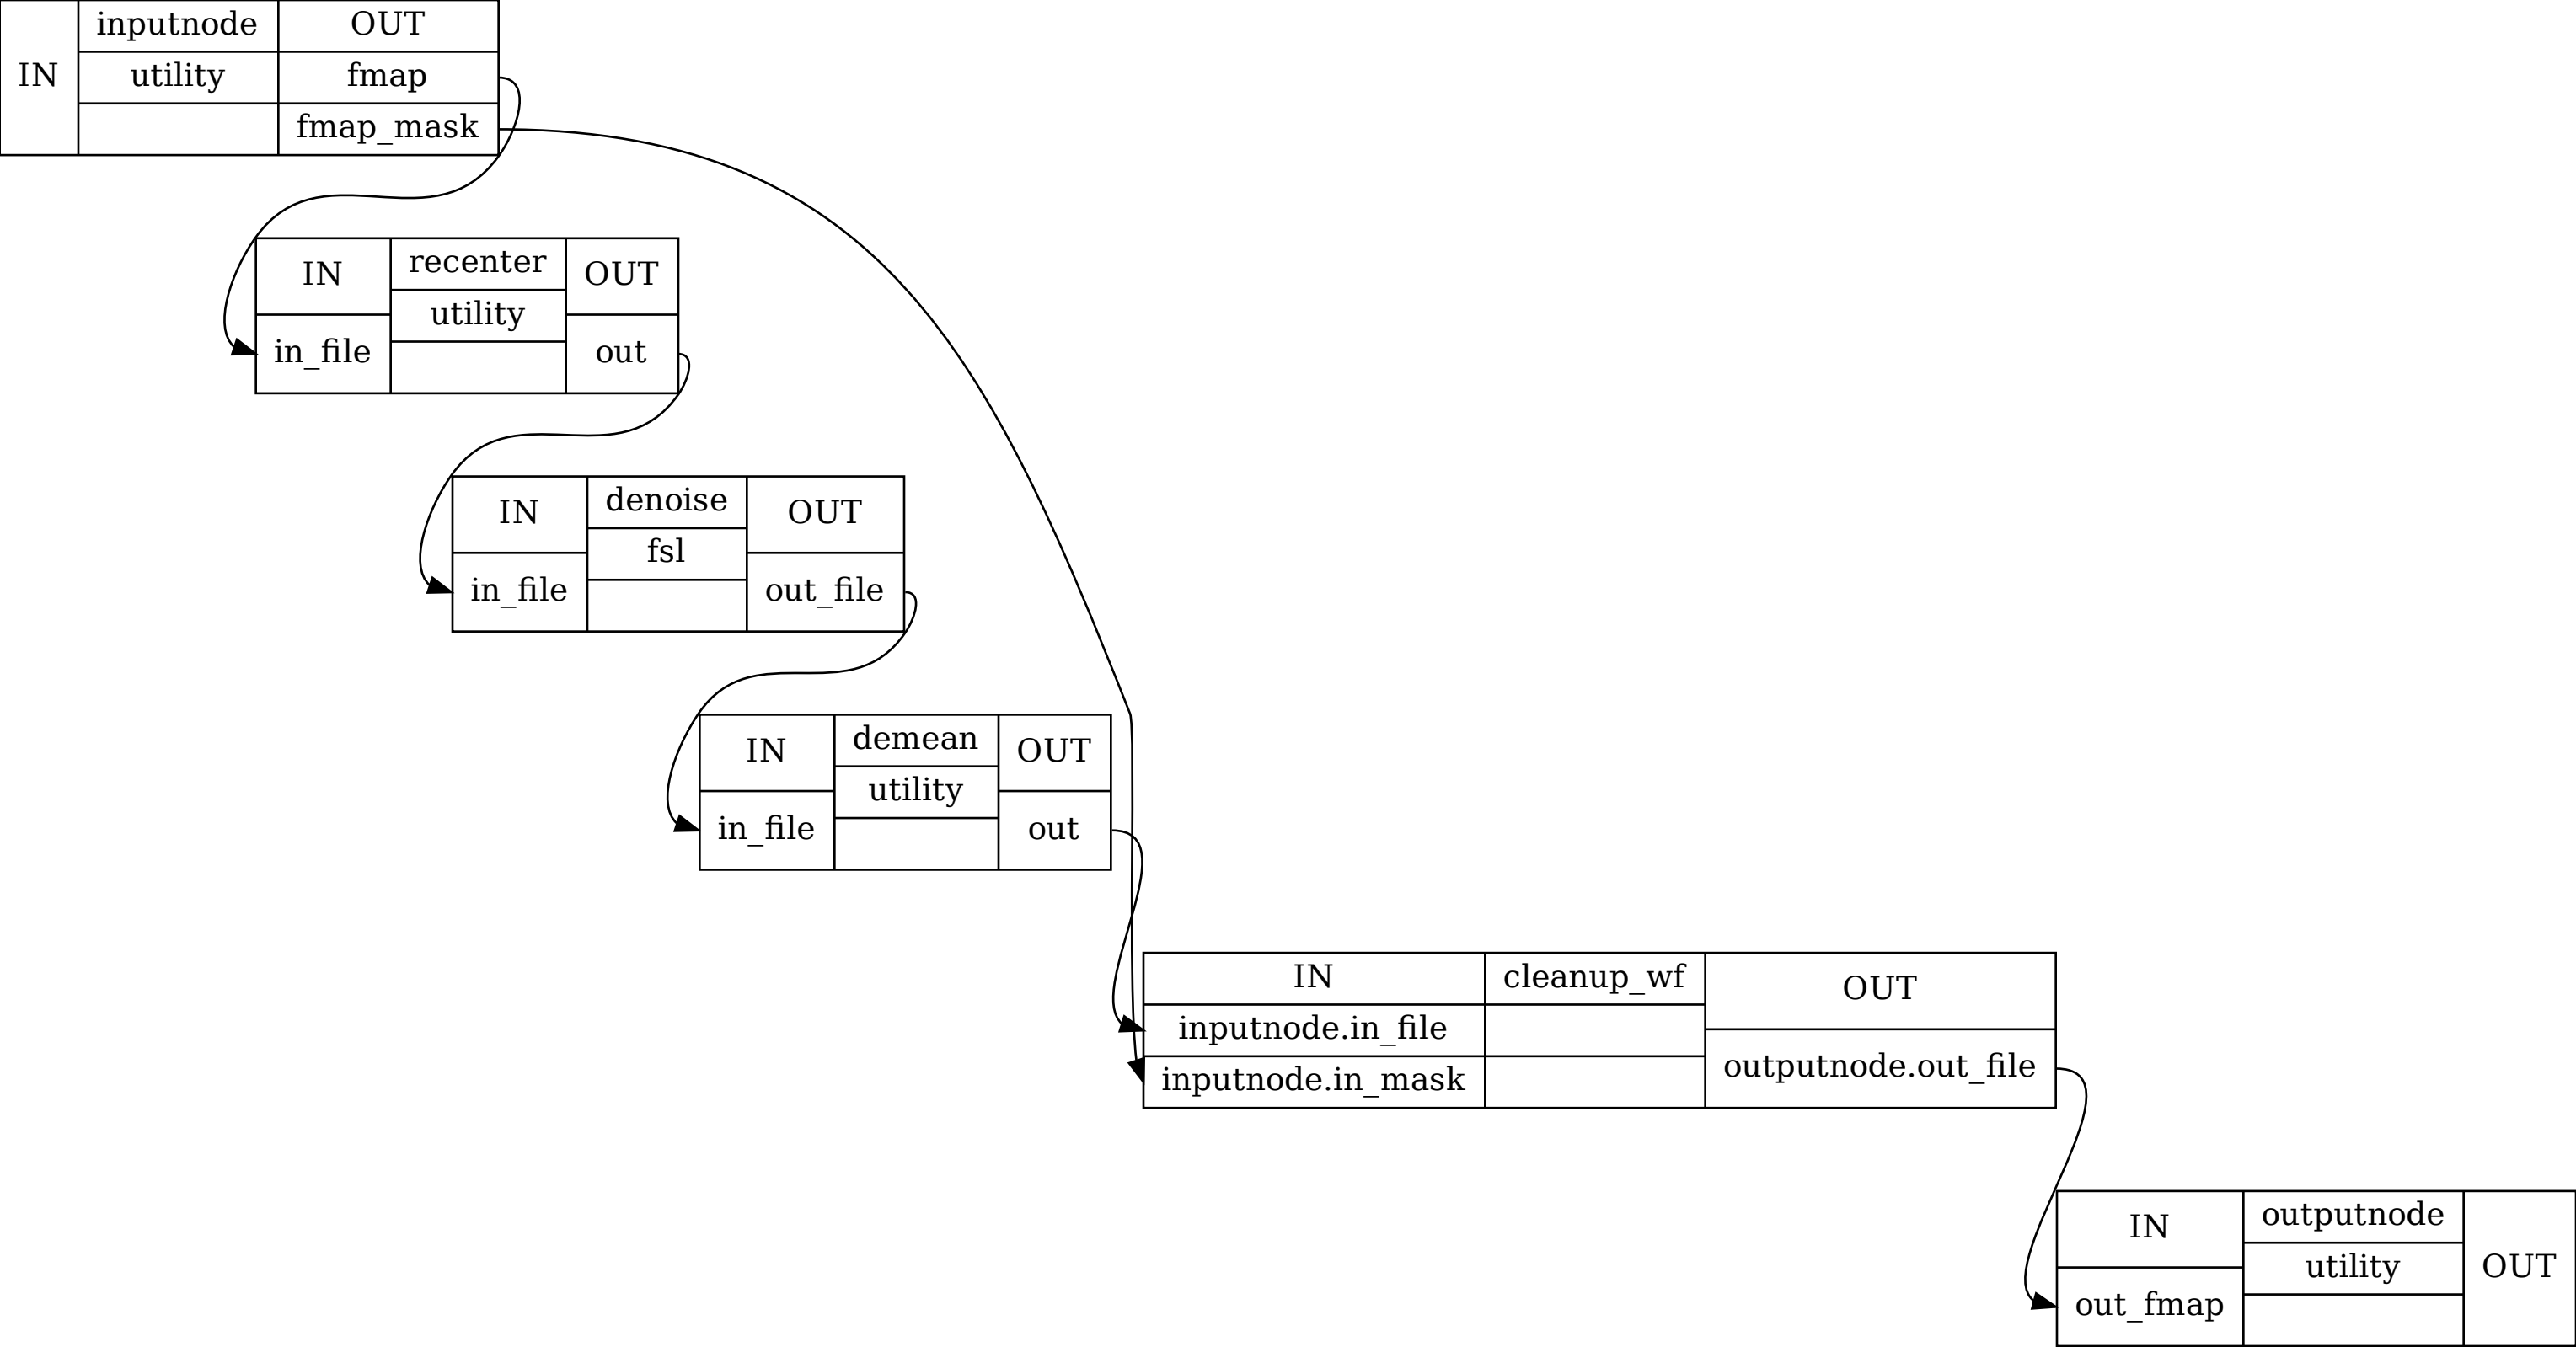 IN
inputnode
utility
OUT
fmap
fmap_mask
IN
in_file
recenter
utility
OUT
out
IN
in_file
denoise
fsl
OUT
out_file
IN
in_file
demean
utility
OUT
out
IN
inputnode.in_file
inputnode.in_mask
cleanup_wf
OUT
outputnode.out_file
IN
out_fmap
outputnode
utility
OUT